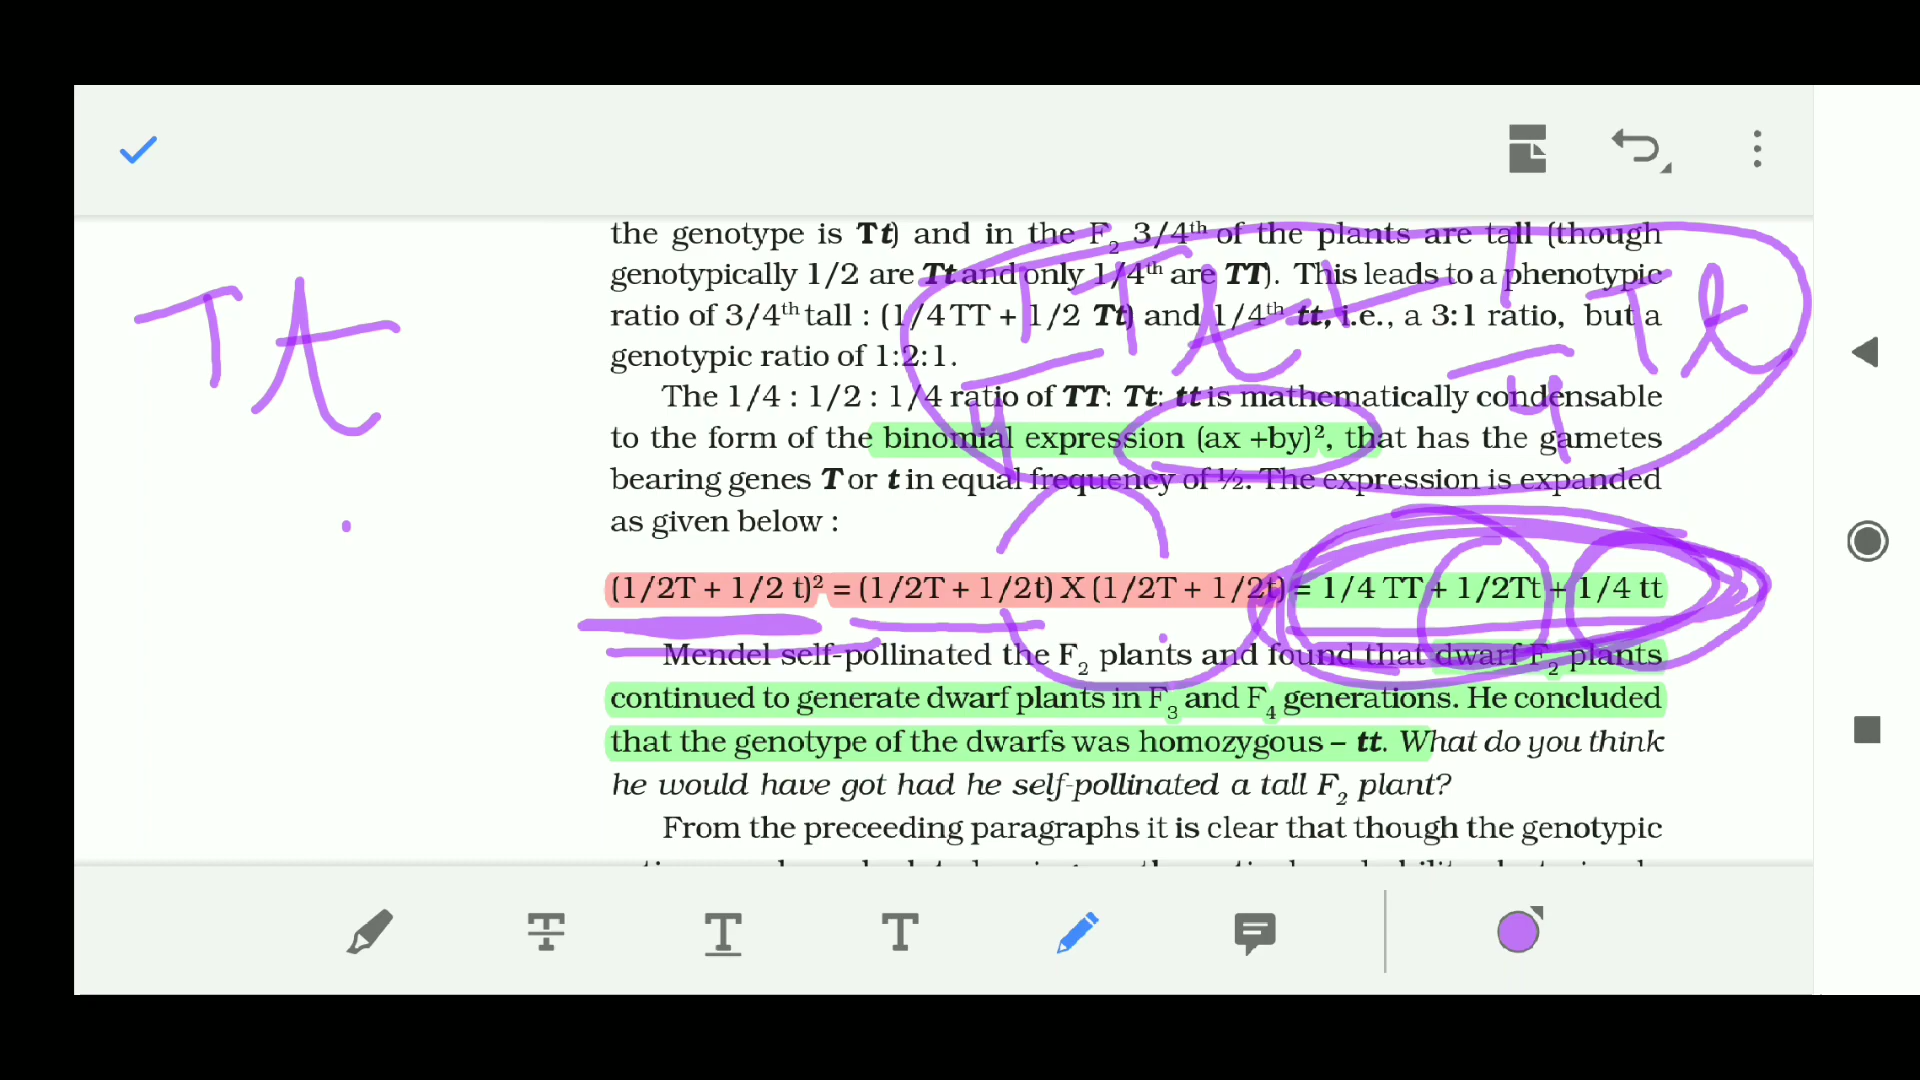 the genotype is Tt) and in the F2 3/4th of the plants are tall (though
genotypically 1/2 are Tt and only 1/4th are TT). This leads to a phenotypic
ratio of 3/4th tall : (1/4 TT + 1/2 Tt) and 1/4th tt, i.e., a 3:1 ratio, but a
genotypic ratio of 1:2:1.
The 1/4 : 1/2 : 1/4 ratio of TT: Tt: tt is mathematically condensable
to the form of the binomial expression (ax +by)², that has the gametes
bearing genes T or t in equal frequency of ½. The expression is expanded
as given below :
(1/2T + 1/2 t)² = (1/2T + 1/2t) X (1/2T + 1/2t) = 1/4 TT + 1/2Tt + 1/4 tt
Mendel self-pollinated the F2 plants and found that dwarf F2 plants
continued to generate dwarf plants in F3 and F4 generations. He concluded
that the genotype of the dwarfs was homozygous – tt. What do you think
he would have got had he self-pollinated a tall F2 plant?
From the preceeding paragraphs it is clear that though the genotypic
Tt
1/4 Tt + 1/4 Tt